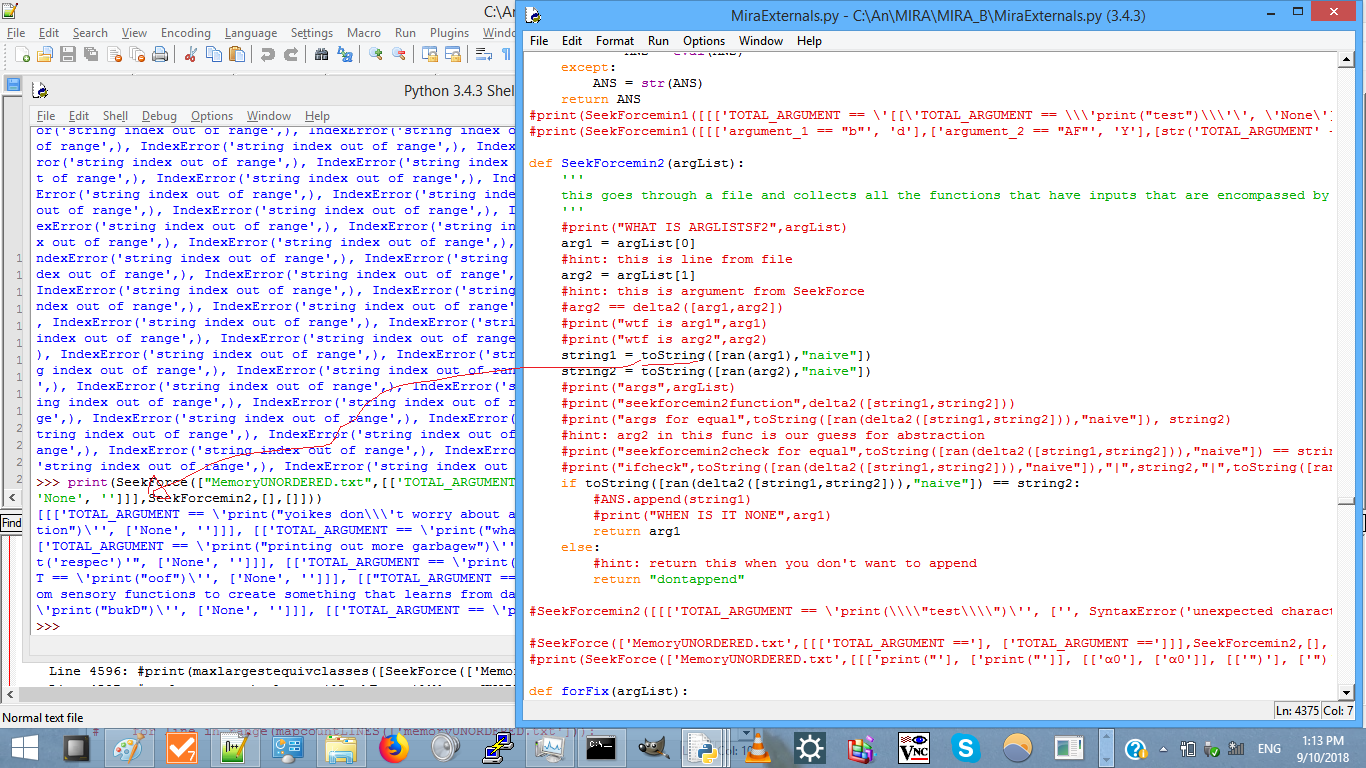 C:\An
File Edit Search View Encoding Language Settings Macro Run Plugins Windo
Python 3.4.3 Shel
File Edit Shell Debug Options Window Help
or('string index out of range',), IndexError('string index o
of range',), IndexError('string index out of range',), Index
ror('string index out of range',), IndexError('string index
t of range',), IndexError('string index out of range',), Ind
Error('string index out of range',), IndexError('string inde
out of range',), IndexError('string index out of range',), I
exError('string index out of range',), IndexError('string in
x out of range',), IndexError('string index out of range',),
ndexError('string index out of range',), IndexError('string
dex out of range',), IndexError('string index out of range',
IndexError('string index out of range',), IndexError('string
ndex out of range',), IndexError('string index out of range'
, IndexError('string index out of range',), IndexError('stri
index out of range',), IndexError('string index out of range
), IndexError('string index out of range',), IndexError('str
g index out of range',), IndexError('string index out of ran
',), IndexError('string index out of range',), IndexError('s
ing index out of range',), IndexError('string index out of r
ge',), IndexError('string index out of range',), IndexError(
tring index out of range',), IndexError('string index out of
ange',), IndexError('string index out of range',), IndexErro
'string index out of range',), IndexError('string index out
>>> print(SeekForce(["MemoryUNORDERED.txt",[['TOTAL_ARGUMENT
'None', '']]],SeekForcemin2,[],[]]))
[[['TOTAL_ARGUMENT == \'print("yoikes don\\\'t worry about a
tion")\'', ['None', '']]], [['TOTAL_ARGUMENT == \'print("wha
['TOTAL_ARGUMENT == \'print("printing out more garbagew")\''
t('respec')'", ['None', '']]], [['TOTAL_ARGUMENT == \'print(
T == \'print("oof")\'', ['None', '']]], [["TOTAL_ARGUMENT ==
om sensory functions to create something that learns from da
\'print("bukD")\'', ['None', '']]], [['TOTAL_ARGUMENT == \'p
>>>
Find
Line 4596: #print(maxlargestequivclasses([SeekForce(['Memo
Normal text file
MiraExternals.py - C:\An\MIRA\MIRA_B\MiraExternals.py (3.4.3)
File Edit Format Run Options Window Help
except:
ANS = str(ANS)
return ANS
#print(SeekForcemin1([[['TOTAL_ARGUMENT == \'[[\'TOTAL_ARGUMENT == \\\'print("test")\\\'\', \'None\'
#print(SeekForcemin1([[['argument_1 == "b"', 'd'],['argument_2 == "AF"', 'Y'],[str('TOTAL_ARGUMENT' 
def SeekForcemin2(argList):
'''
this goes through a file and collects all the functions that have inputs that are encompassed by
'''
#print("WHAT IS ARGLISTSF2",argList)
arg1 = argList[0]
#hint: this is line from file
arg2 = argList[1]
#hint: this is argument from SeekForce
#arg2 == delta2([arg1,arg2])
#print("wtf is arg1",arg1)
#print("wtf is arg2",arg2)
string1 = toString([ran(arg1),"naive"])
string2 = toString([ran(arg2),"naive"])
#print("args",argList)
#print("seekforcemin2function",delta2([string1,string2]))
#print("args for equal",toString([ran(delta2([string1,string2])),"naive"]), string2)
#hint: arg2 in this func is our guess for abstraction
#print("seekforcemin2check for equal",toString([ran(delta2([string1,string2])),"naive"]) == strin
#print("ifcheck",toString([ran(delta2([string1,string2])),"naive"]),"|",string2,"|",toString([ran
if toString([ran(delta2([string1,string2])),"naive"]) == string2:
#ANS.append(string1)
#print("WHEN IS IT NONE",arg1)
return arg1
else:
#hint: return this when you don't want to append
return "dontappend"
#SeekForcemin2([[['TOTAL_ARGUMENT == \'print(\\\\"test\\\\")\'', ['', SyntaxError('unexpected charact
#SeekForce(['MemoryUNORDERED.txt',[[['TOTAL_ARGUMENT =='], ['TOTAL_ARGUMENT ==']]],SeekForcemin2,[],
#print(SeekForce(['MemoryUNORDERED.txt',[[['print("'], ['print("']], [['α0'], ['α0']], [['")'], ['")
def forFix(argList):
Ln: 4375 Col: 7
ENG
1:13 PM
9/10/2018